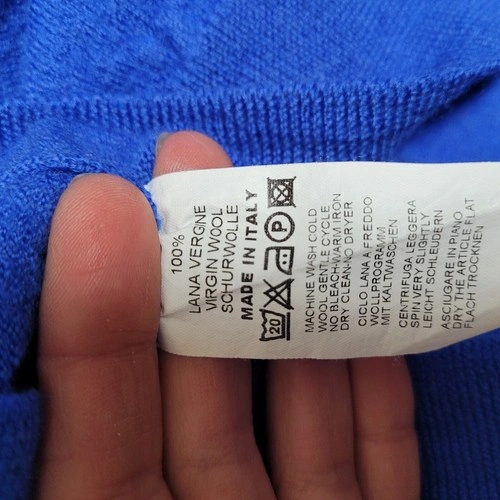 100%
LANA VERGNE
VIRGIN WOOL
SCHURWOLLE
MADE IN ITALY
20 P
MACHINE WASH COLD
WOOL GENTLE CYCLE
NO BLEACH-WARM IRON
DRY CLEAN-NO DRYER
CICLO LANA A FREDDO
WOLLPROGRAMM
MIT KALTWASCHEN
CENTRIFUGA LEGGERA
SPIN VERY SLIGHTLY
LEICHT SCHLEUDERN
ASCIUGARE IN PIANO
DRY THE ARTICLE FLAT
FLACH TROCKNEN